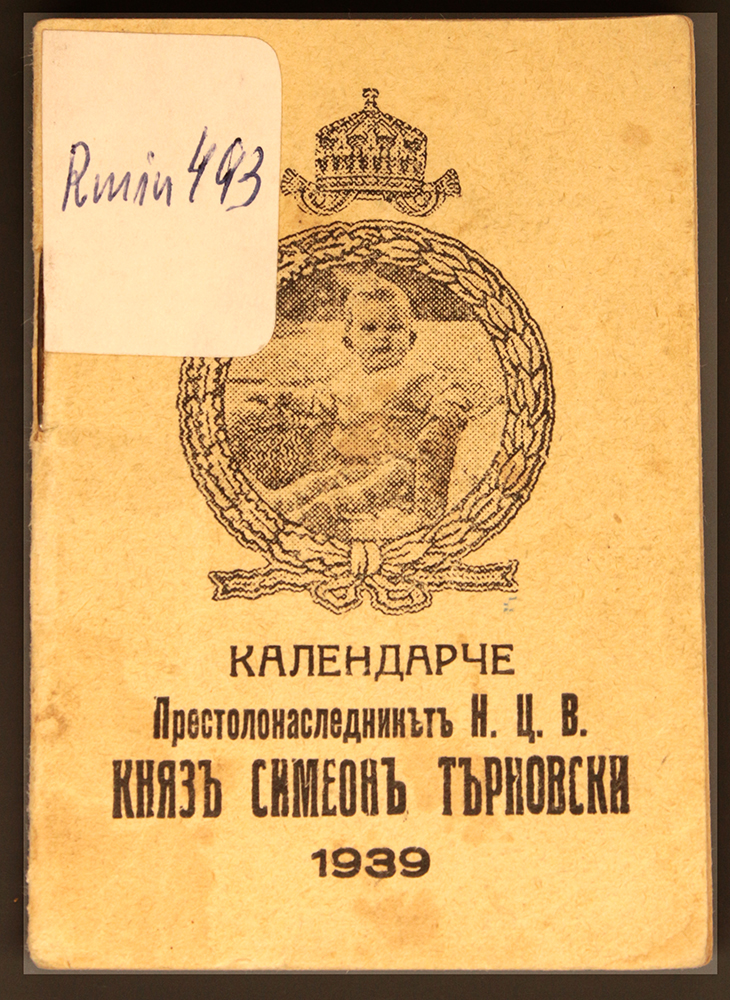 Rmin 493
КАЛЕНДАРЧЕ
Престолонаследникътъ Н. Ц. В.
КНЯЗЪ СИМЕОНЪ ТЪРНОВСКИ
1939